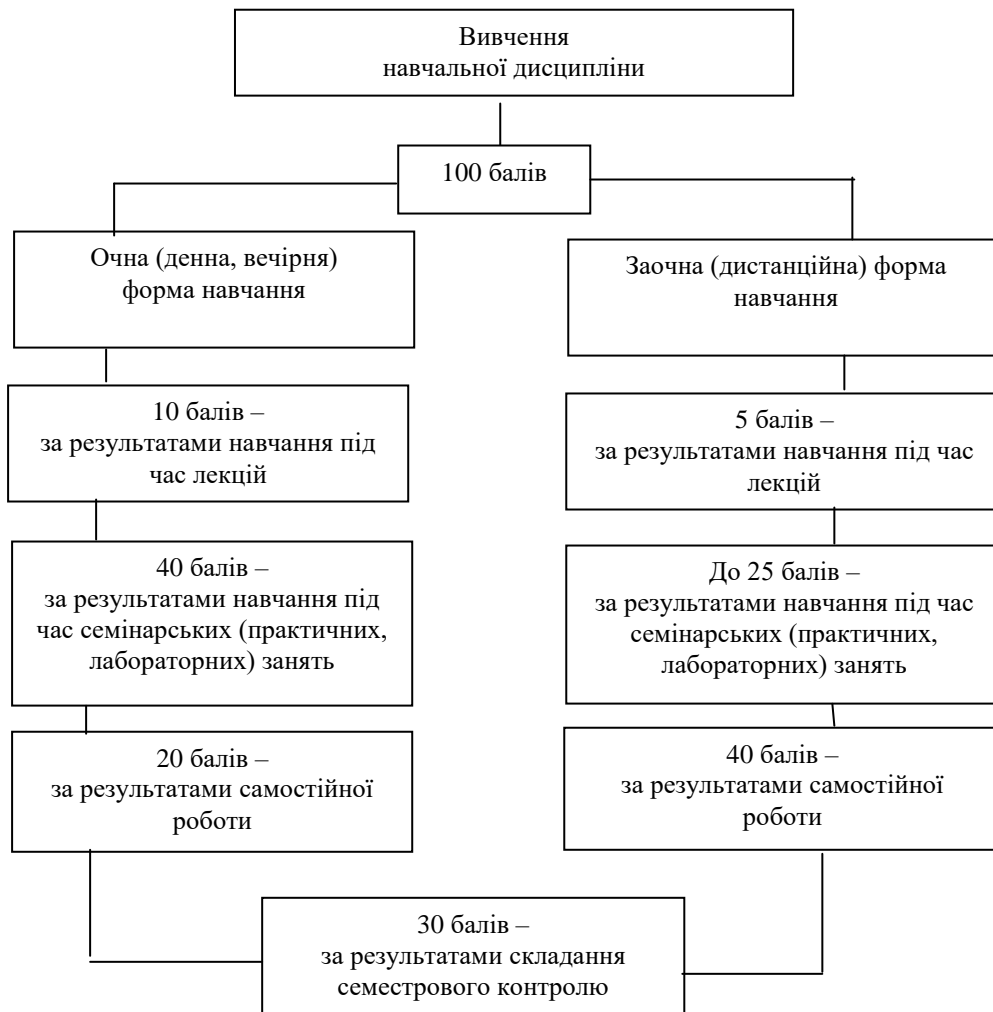 Вивчення
навчальної дисципліни
100 балів
Очна (денна, вечірня)
форма навчання
Заочна (дистанційна) форма
навчання
10 балів –
за результатами навчання під
час лекцій
5 балів –
за результатами навчання під час
лекцій
40 балів –
за результатами навчання під
час семінарських (практичних,
лабораторних) занять
До 25 балів –
за результатами навчання під час
семінарських (практичних,
лабораторних) занять
20 балів –
за результатами самостійної
роботи
40 балів –
за результатами самостійної
роботи
30 балів –
за результатами складання
семестрового контролю